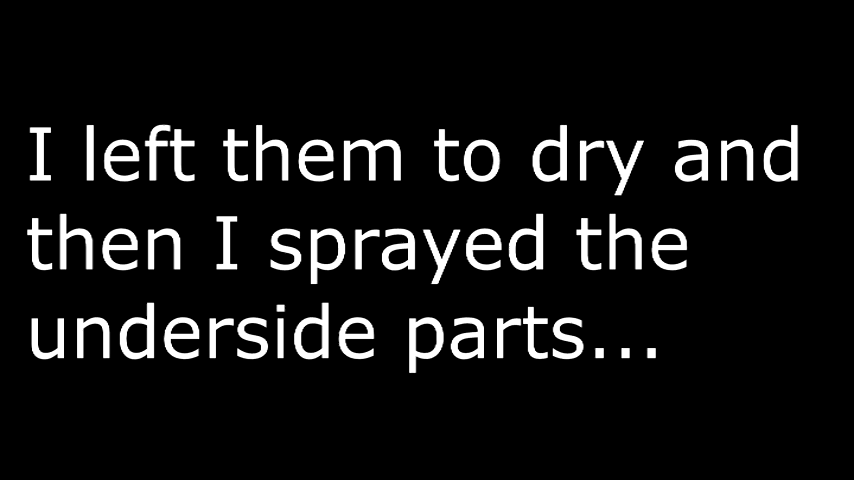 I left them to dry and
then I sprayed the
underside parts...